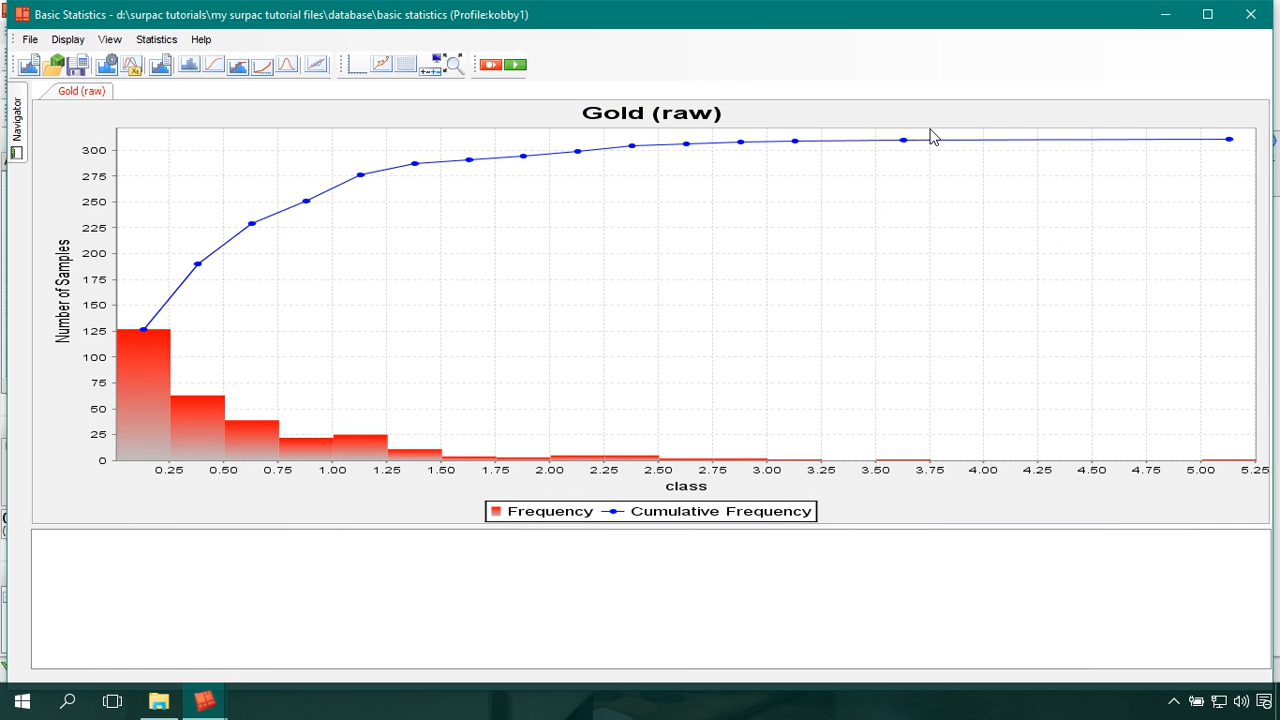 Basic Statistics - d:\surpac tutorials\my surpac tutorial files\database\basic statistics (Profile:kobby1)
File Display View Statistics Help
Navigator
Gold (raw)
Gold (raw)
Number of Samples
300
275
250
225
200
175
150
125
100
75
50
25
0
0.25 0.50 0.75 1.00 1.25 1.50 1.75 2.00 2.25 2.50 2.75 3.00 3.25 3.50 3.75 4.00 4.25 4.50 4.75 5.00 5.25
class
Frequency Cumulative Frequency